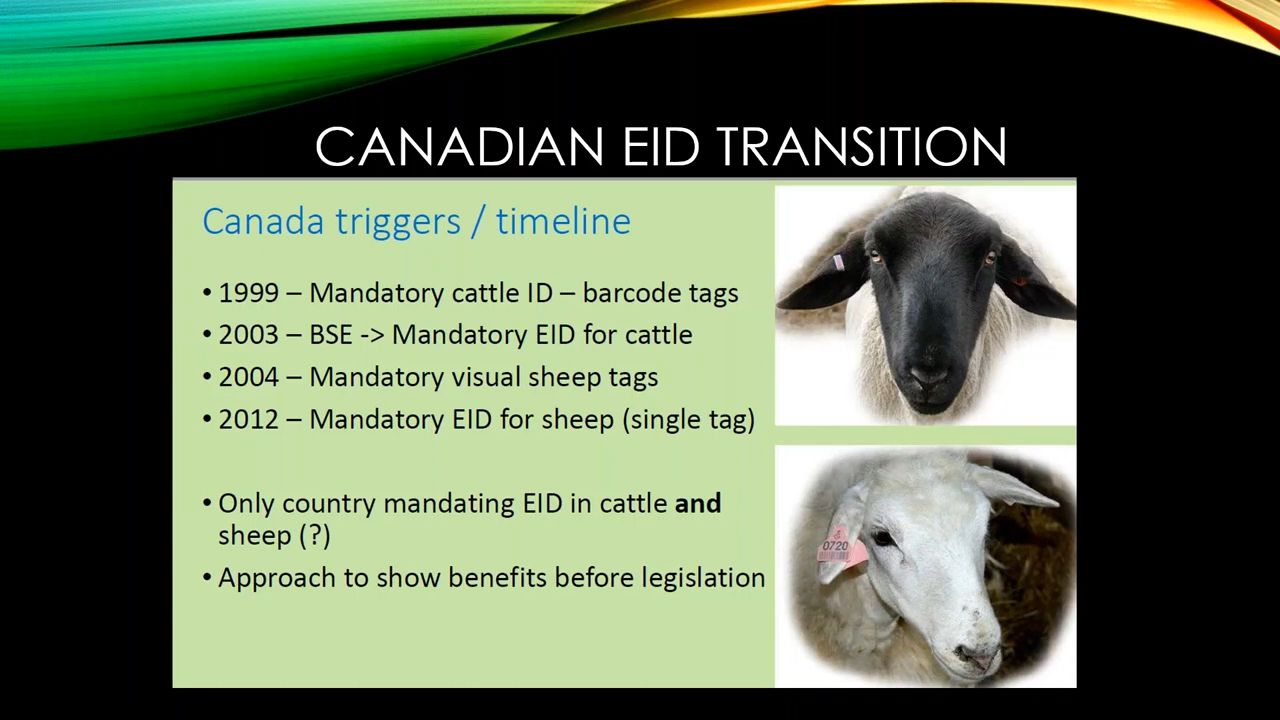 CANADIAN EID TRANSITION
Canada triggers / timeline
• 1999 – Mandatory cattle ID – barcode tags
• 2003 – BSE -> Mandatory EID for cattle
• 2004 – Mandatory visual sheep tags
• 2012 – Mandatory EID for sheep (single tag)
• Only country mandating EID in cattle and
sheep (?)
• Approach to show benefits before legislation
0720